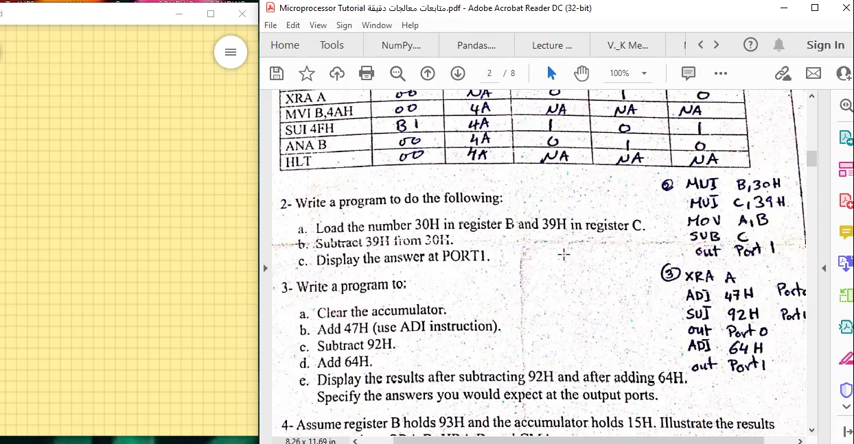 Microprocessor Tutorial متابعات معالجات دقيقة.pdf - Adobe Acrobat Reader DC (32-bit)
File Edit View Sign Window Help
Home Tools NumPy.... Pandas.... Lecture ... V._K Me... Sign In
2 / 8 100%
XRA A 00 NA 0 1 0
MVI B,4AH 00 4A NA NA NA
SUI 4FH B1 4A 1 0 1
ANA B 00 4A 0 1 0
HLT 00 4A NA NA NA
2- Write a program to do the following:
a. Load the number 30H in register B and 39H in register C.
b. Subtract 39H from 30H.
c. Display the answer at PORT1.
3- Write a program to:
a. Clear the accumulator.
b. Add 47H (use ADI instruction).
c. Subtract 92H.
d. Add 64H.
e. Display the results after subtracting 92H and after adding 64H.
Specify the answers you would expect at the output ports.
4- Assume register B holds 93H and the accumulator holds 15H. Illustrate the results
② MVI B,30H
MVI C,39H
MOV A,B
SUB C
out Port 1
③ XRA A
ADI 47H
SUI 92H
out Port 0
ADI 64H
out Port 1
8.26 x 11.69 in